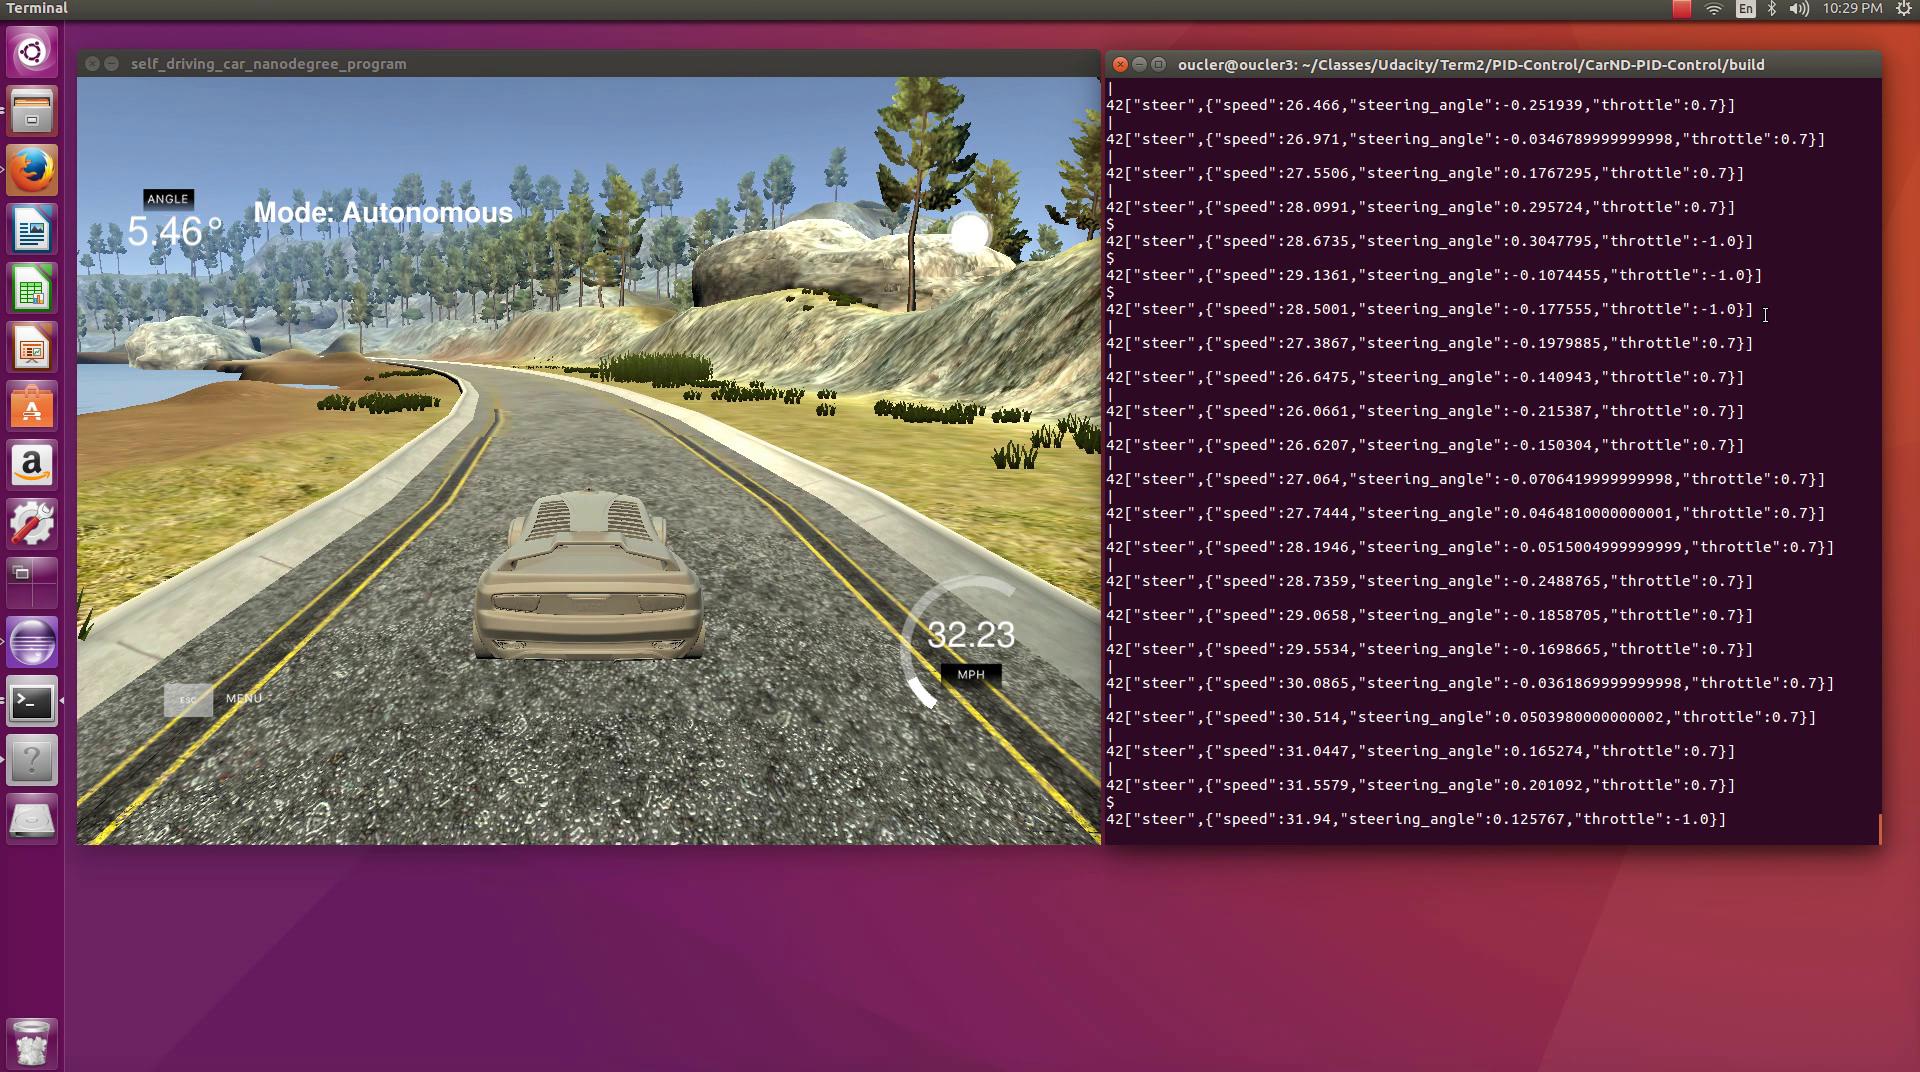 Terminal
En
10:29 PM
self_driving_car_nanodegree_program
ANGLE
5.46°
Mode: Autonomous
32.23
MPH
ESC
MENU
a
oucler@oucler3: ~/Classes/Udacity/Term2/PID-Control/CarND-PID-Control/build
|
42["steer",{"speed":26.466,"steering_angle":-0.251939,"throttle":0.7}]
|
42["steer",{"speed":26.971,"steering_angle":-0.0346789999999998,"throttle":0.7}]
|
42["steer",{"speed":27.5506,"steering_angle":0.1767295,"throttle":0.7}]
|
42["steer",{"speed":28.0991,"steering_angle":0.295724,"throttle":0.7}]
$
42["steer",{"speed":28.6735,"steering_angle":0.3047795,"throttle":-1.0}]
$
42["steer",{"speed":29.1361,"steering_angle":-0.1074455,"throttle":-1.0}]
$
42["steer",{"speed":28.5001,"steering_angle":-0.177555,"throttle":-1.0}]
|
42["steer",{"speed":27.3867,"steering_angle":-0.1979885,"throttle":0.7}]
|
42["steer",{"speed":26.6475,"steering_angle":-0.140943,"throttle":0.7}]
|
42["steer",{"speed":26.0661,"steering_angle":-0.215387,"throttle":0.7}]
|
42["steer",{"speed":26.6207,"steering_angle":-0.150304,"throttle":0.7}]
|
42["steer",{"speed":27.064,"steering_angle":-0.0706419999999998,"throttle":0.7}]
|
42["steer",{"speed":27.7444,"steering_angle":0.0464810000000001,"throttle":0.7}]
|
42["steer",{"speed":28.1946,"steering_angle":-0.0515004999999999,"throttle":0.7}]
|
42["steer",{"speed":28.7359,"steering_angle":-0.2488765,"throttle":0.7}]
|
42["steer",{"speed":29.0658,"steering_angle":-0.1858705,"throttle":0.7}]
|
42["steer",{"speed":29.5534,"steering_angle":-0.1698665,"throttle":0.7}]
|
42["steer",{"speed":30.0865,"steering_angle":-0.0361869999999998,"throttle":0.7}]
|
42["steer",{"speed":30.514,"steering_angle":0.0503980000000002,"throttle":0.7}]
|
42["steer",{"speed":31.0447,"steering_angle":0.165274,"throttle":0.7}]
|
42["steer",{"speed":31.5579,"steering_angle":0.201092,"throttle":0.7}]
$
42["steer",{"speed":31.94,"steering_angle":0.125767,"throttle":-1.0}]